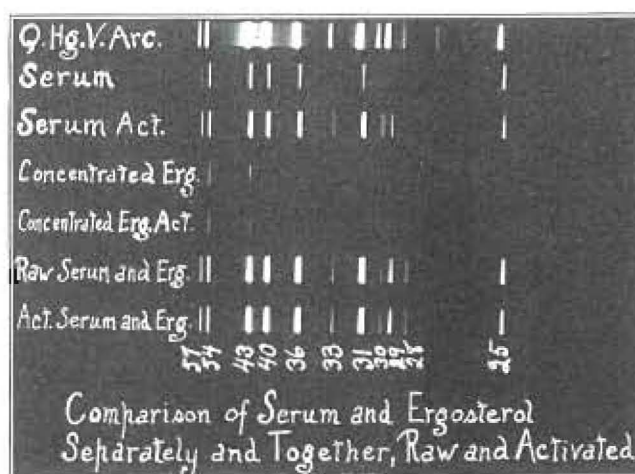 Q.Hg.V.Arc.
Serum
Serum Act.
Concentrated Erg.
Concentrated Erg. Act.
Raw Serum and Erg.
Act. Serum and Erg.
57 54 43 40 36 33 31 30 29 28 25
Comparison of Serum and Ergosterol
Separately and Together, Raw and Activated